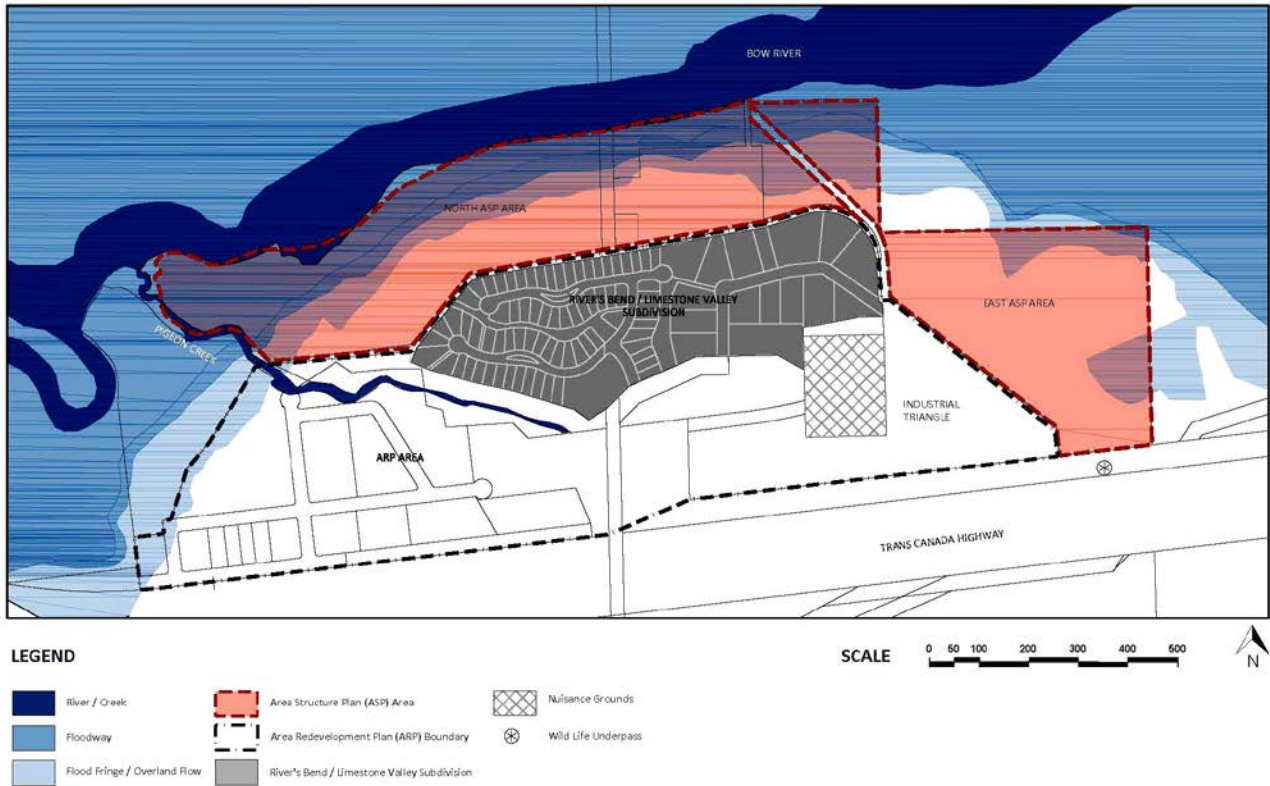 BOW RIVER
NORTH ASP AREA
RIVER'S BEND / LIMESTONE VALLEY
SUBDIVISION
EAST ASP AREA
PIGEON CREEK
INDUSTRIAL
TRIANGLE
ARP AREA
TRANS CANADA HIGHWAY
LEGEND
SCALE
0 50 100 200 300 400 500
N
River / Creek
Area Structure Plan (ASP) Area
Nuisance Grounds
Floodway
Area Redevelopment Plan (ARP) Boundary
Wild Life Underpass
Flood Fringe / Overland Flow
River's Bend / Limestone Valley Subdivision